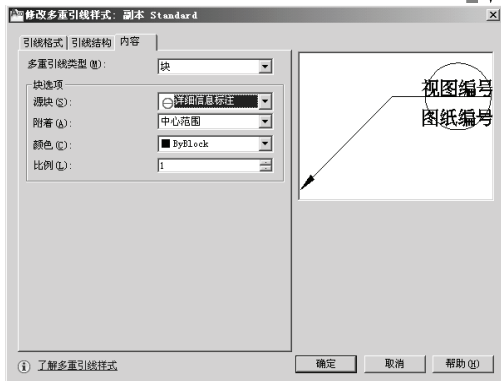 修改多重引线样式: 副本 Standard
引线格式 引线结构 内容
多重引线类型(M): 块
块选项
源块(S): 详细信息标注
附着(A): 中心范围
颜色(C): ByBlock
比例(L): 1
视图编号
图纸编号
了解多重引线样式
确定 取消 帮助(H)